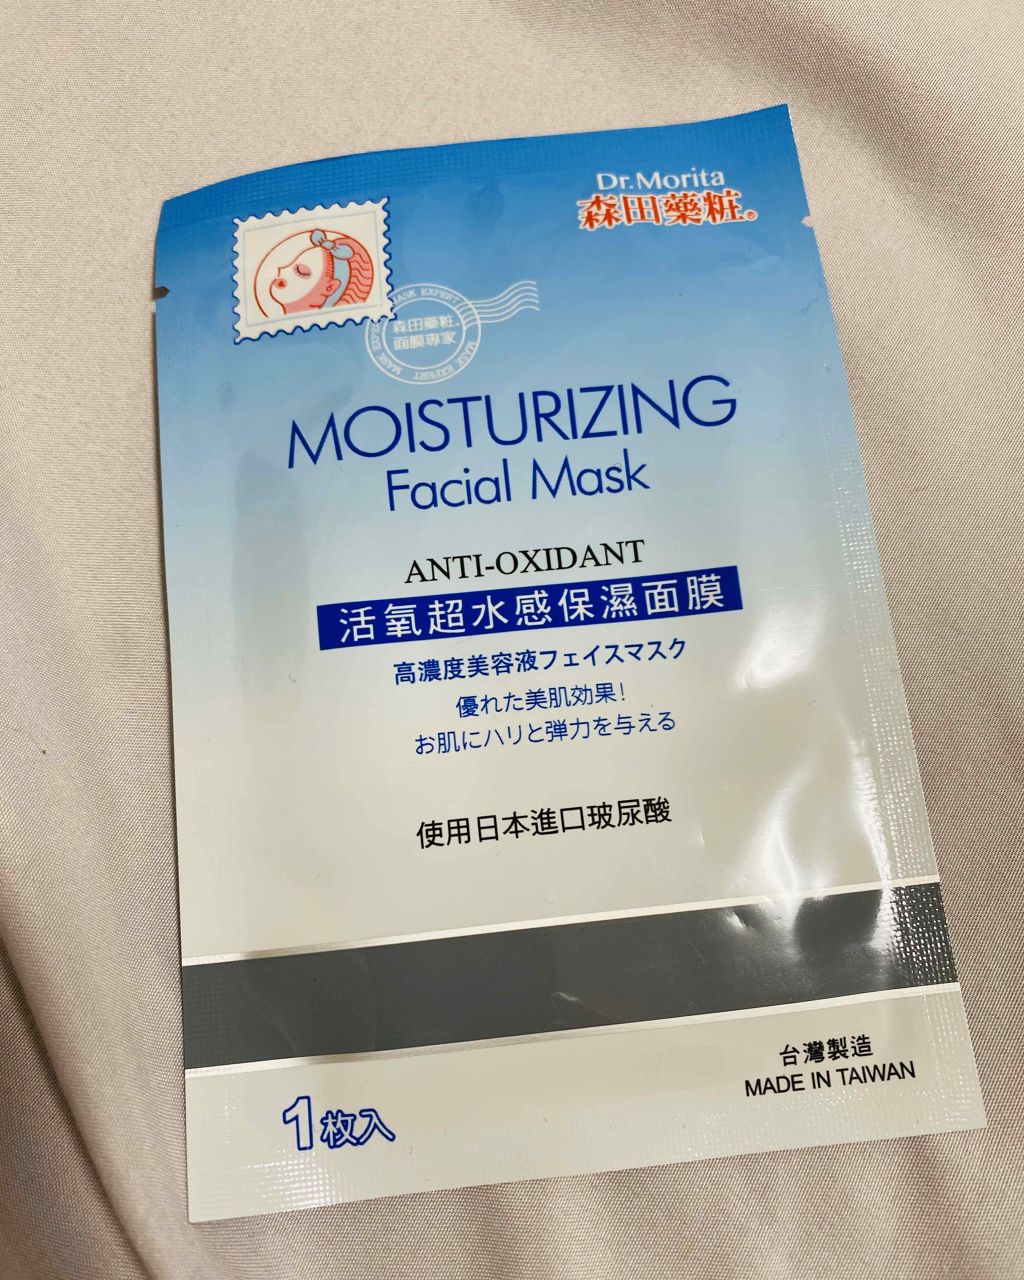 Dr.Morita
森田藥粧®
MASK EXPERT
森田藥粧®
面膜專家
MASK EXPERT
MASK EXPERT
MOISTURIZING
Facial Mask
ANTI-OXIDANT
活氧超水感保濕面膜
高濃度美容液フェイスマスク
優れた美肌効果！
お肌にハリと弾力を与える
使用日本進口玻尿酸
台灣製造
MADE IN TAIWAN
1枚入